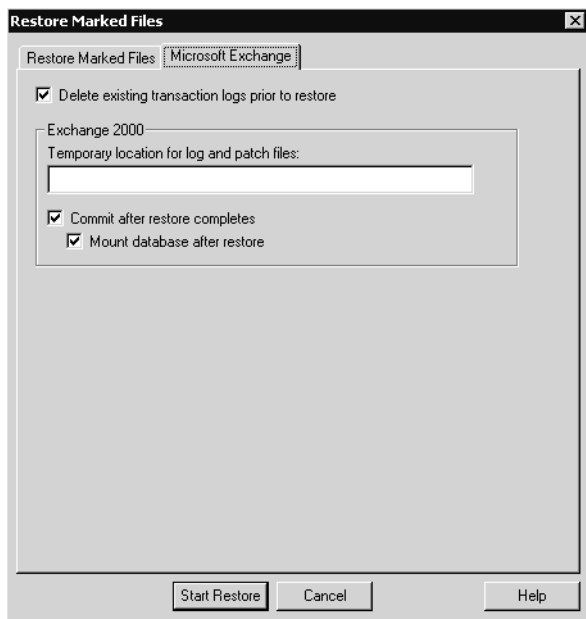 Restore Marked Files
Restore Marked Files
Microsoft Exchange
Delete existing transaction logs prior to restore
Exchange 2000
Temporary location for log and patch files:
Commit after restore completes
Mount database after restore
Start Restore
Cancel
Help